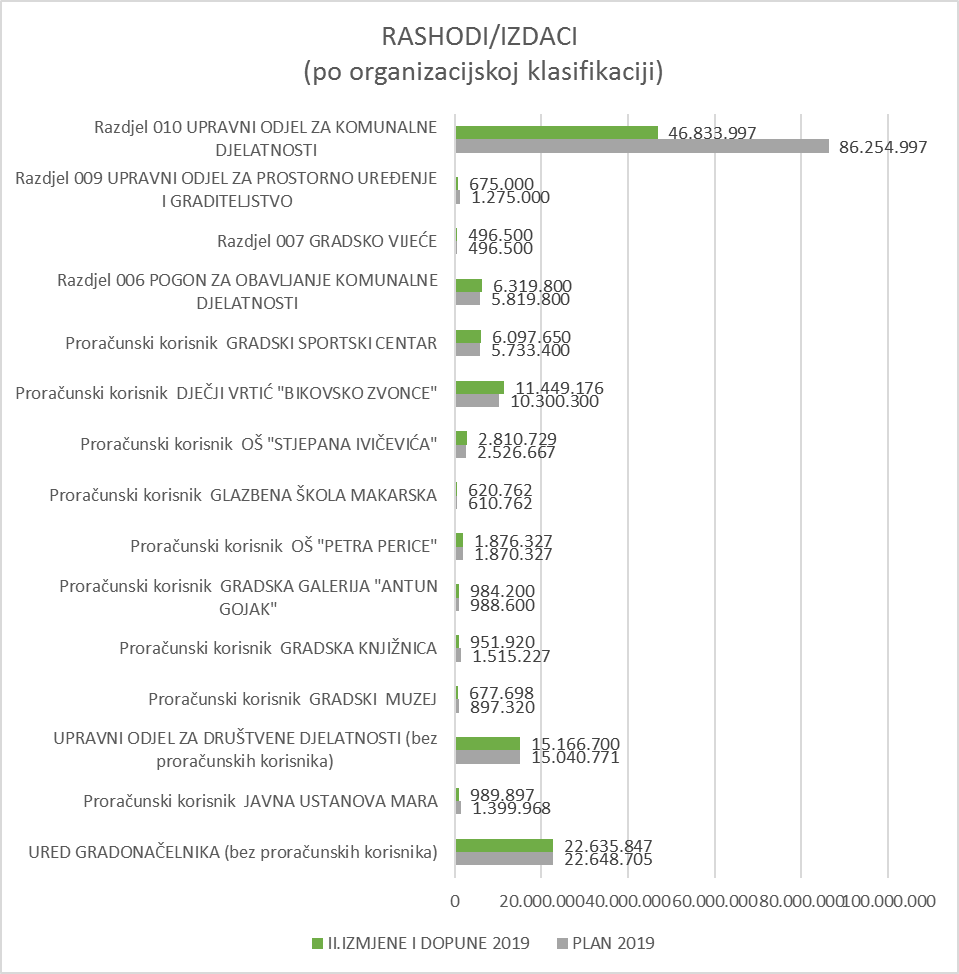 RASHODI/IZDACI
(po organizacijskoj klasifikaciji)
Razdjel 010 UPRAVNI ODJEL ZA KOMUNALNE
DJELATNOSTI
46.833.997
86.254.997
Razdjel 009 UPRAVNI ODJEL ZA PROSTORNO UREĐENJE
I GRADITELJSTVO
675.000
1.275.000
Razdjel 007 GRADSKO VIJEĆE
496.500
496.500
Razdjel 006 POGON ZA OBAVLJANJE KOMUNALNE
DJELATNOSTI
6.319.800
5.819.800
Proračunski korisnik GRADSKI SPORTSKI CENTAR
6.097.650
5.733.400
Proračunski korisnik DJEČJI VRTIĆ "BIKOVSKO ZVONCE"
11.449.176
10.300.300
Proračunski korisnik OŠ "STJEPANA IVIČEVIĆA"
2.810.729
2.526.667
Proračunski korisnik GLAZBENA ŠKOLA MAKARSKA
620.762
610.762
Proračunski korisnik OŠ "PETRA PERICE"
1.876.327
1.870.327
Proračunski korisnik GRADSKA GALERIJA "ANTUN
GOJAK"
984.200
988.600
Proračunski korisnik GRADSKA KNJIŽNICA
951.920
1.515.227
Proračunski korisnik GRADSKI MUZEJ
677.698
897.320
UPRAVNI ODJEL ZA DRUŠTVENE DJELATNOSTI (bez
proračunskih korisnika)
15.166.700
15.040.771
Proračunski korisnik JAVNA USTANOVA MARA
989.897
1.399.968
URED GRADONAČELNIKA (bez proračunskih korisnika)
22.635.847
22.648.705
0 20.000.000 40.000.000 60.000.000 80.000.000 100.000.000
II.IZMJENE I DOPUNE 2019 PLAN 2019